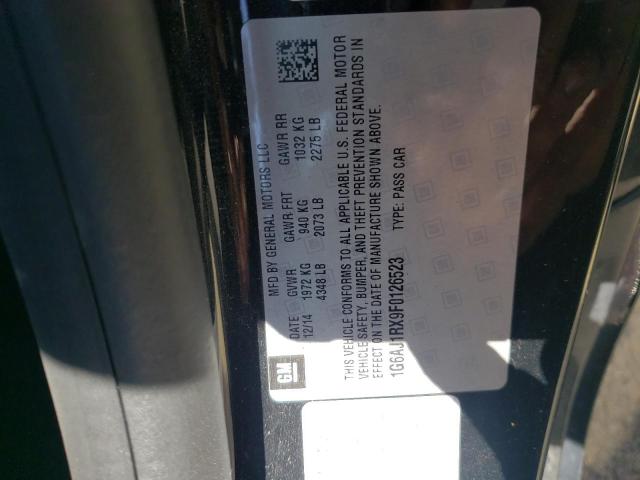 MFD BY GENERAL MOTORS LLC
DATE GVWR GAWR FRT GAWR RR
12/14 1972 KG 940 KG 1032 KG
4348 LB 2073 LB 2275 LB
GM
THIS VEHICLE CONFORMS TO ALL APPLICABLE U.S. FEDERAL MOTOR
VEHICLE SAFETY, BUMPER, AND THEFT PREVENTION STANDARDS IN
EFFECT ON THE DATE OF MANUFACTURE SHOWN ABOVE.
1G6AJ1RX9F0126523 TYPE: PASS CAR